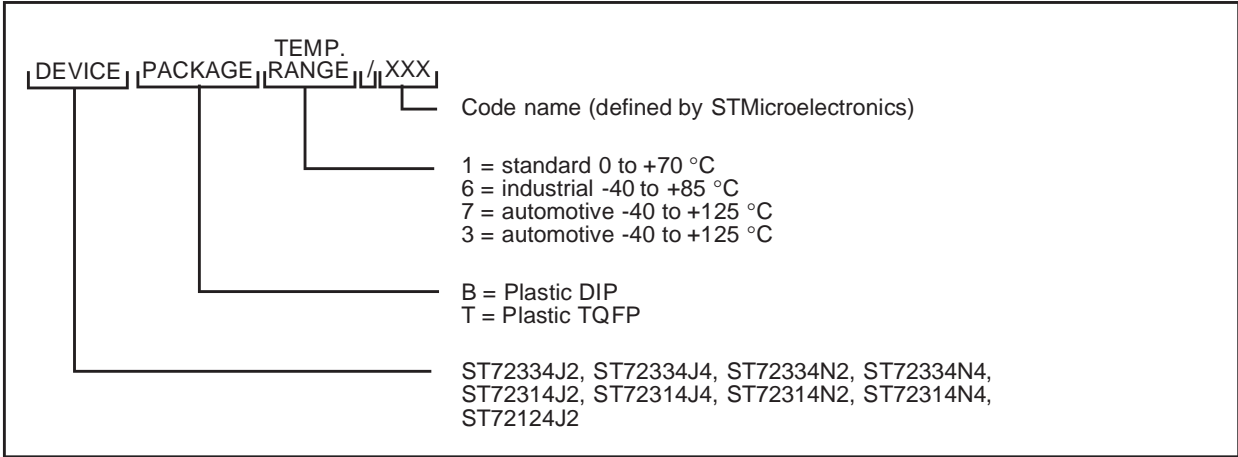 TEMP.
DEVICE PACKAGE RANGE / XXX
Code name (defined by STMicroelectronics)
1 = standard 0 to +70 °C
6 = industrial -40 to +85 °C
7 = automotive -40 to +125 °C
3 = automotive -40 to +125 °C
B = Plastic DIP
T = Plastic TQFP
ST72334J2, ST72334J4, ST72334N2, ST72334N4,
ST72314J2, ST72314J4, ST72314N2, ST72314N4,
ST72124J2